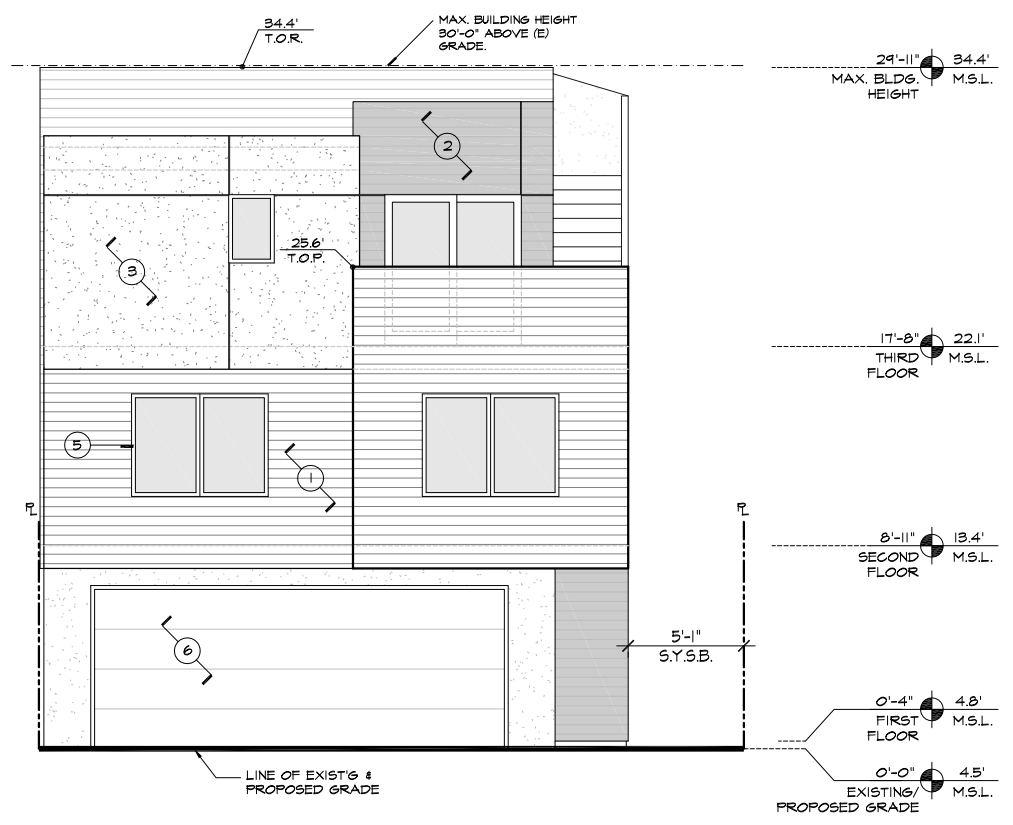 34.4'
T.O.R.
MAX. BUILDING HEIGHT
30'-0" ABOVE (E)
GRADE.
29'-11" 34.4'
MAX. BLDG. M.S.L.
HEIGHT
2
25.6'
T.O.P.
3
17'-8" 22.1'
THIRD M.S.L.
FLOOR
5
1
PL
PL
8'-11" 13.4'
SECOND M.S.L.
FLOOR
6
5'-1"
S.Y.S.B.
0'-4" 4.8'
FIRST M.S.L.
FLOOR
LINE OF EXIST'G &
PROPOSED GRADE
0'-0" 4.5'
EXISTING/ M.S.L.
PROPOSED GRADE